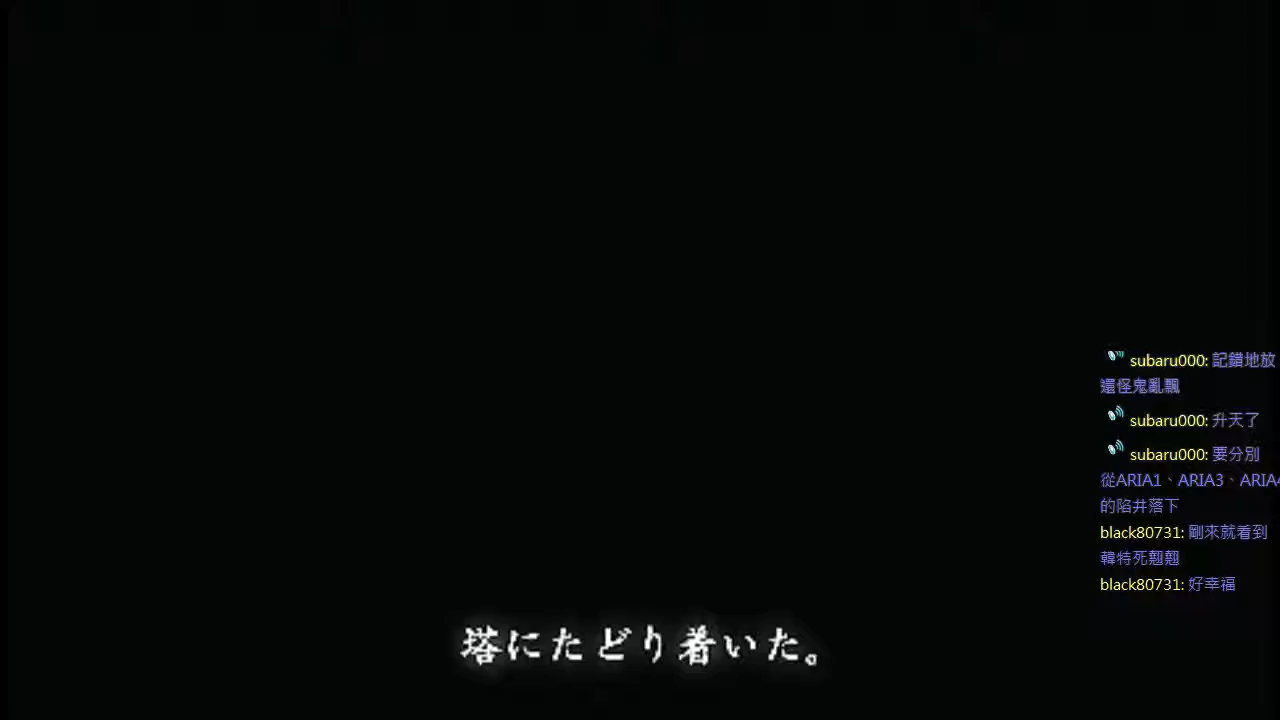 subaru000: 記錯地放
還怪鬼亂飄
subaru000: 升天了
subaru000: 要分別
從ARIA1、ARIA3、ARIA4
的陷井落下
black80731: 剛來就看到
韓特死翹翹
black80731: 好幸福
塔にたどり着いた。